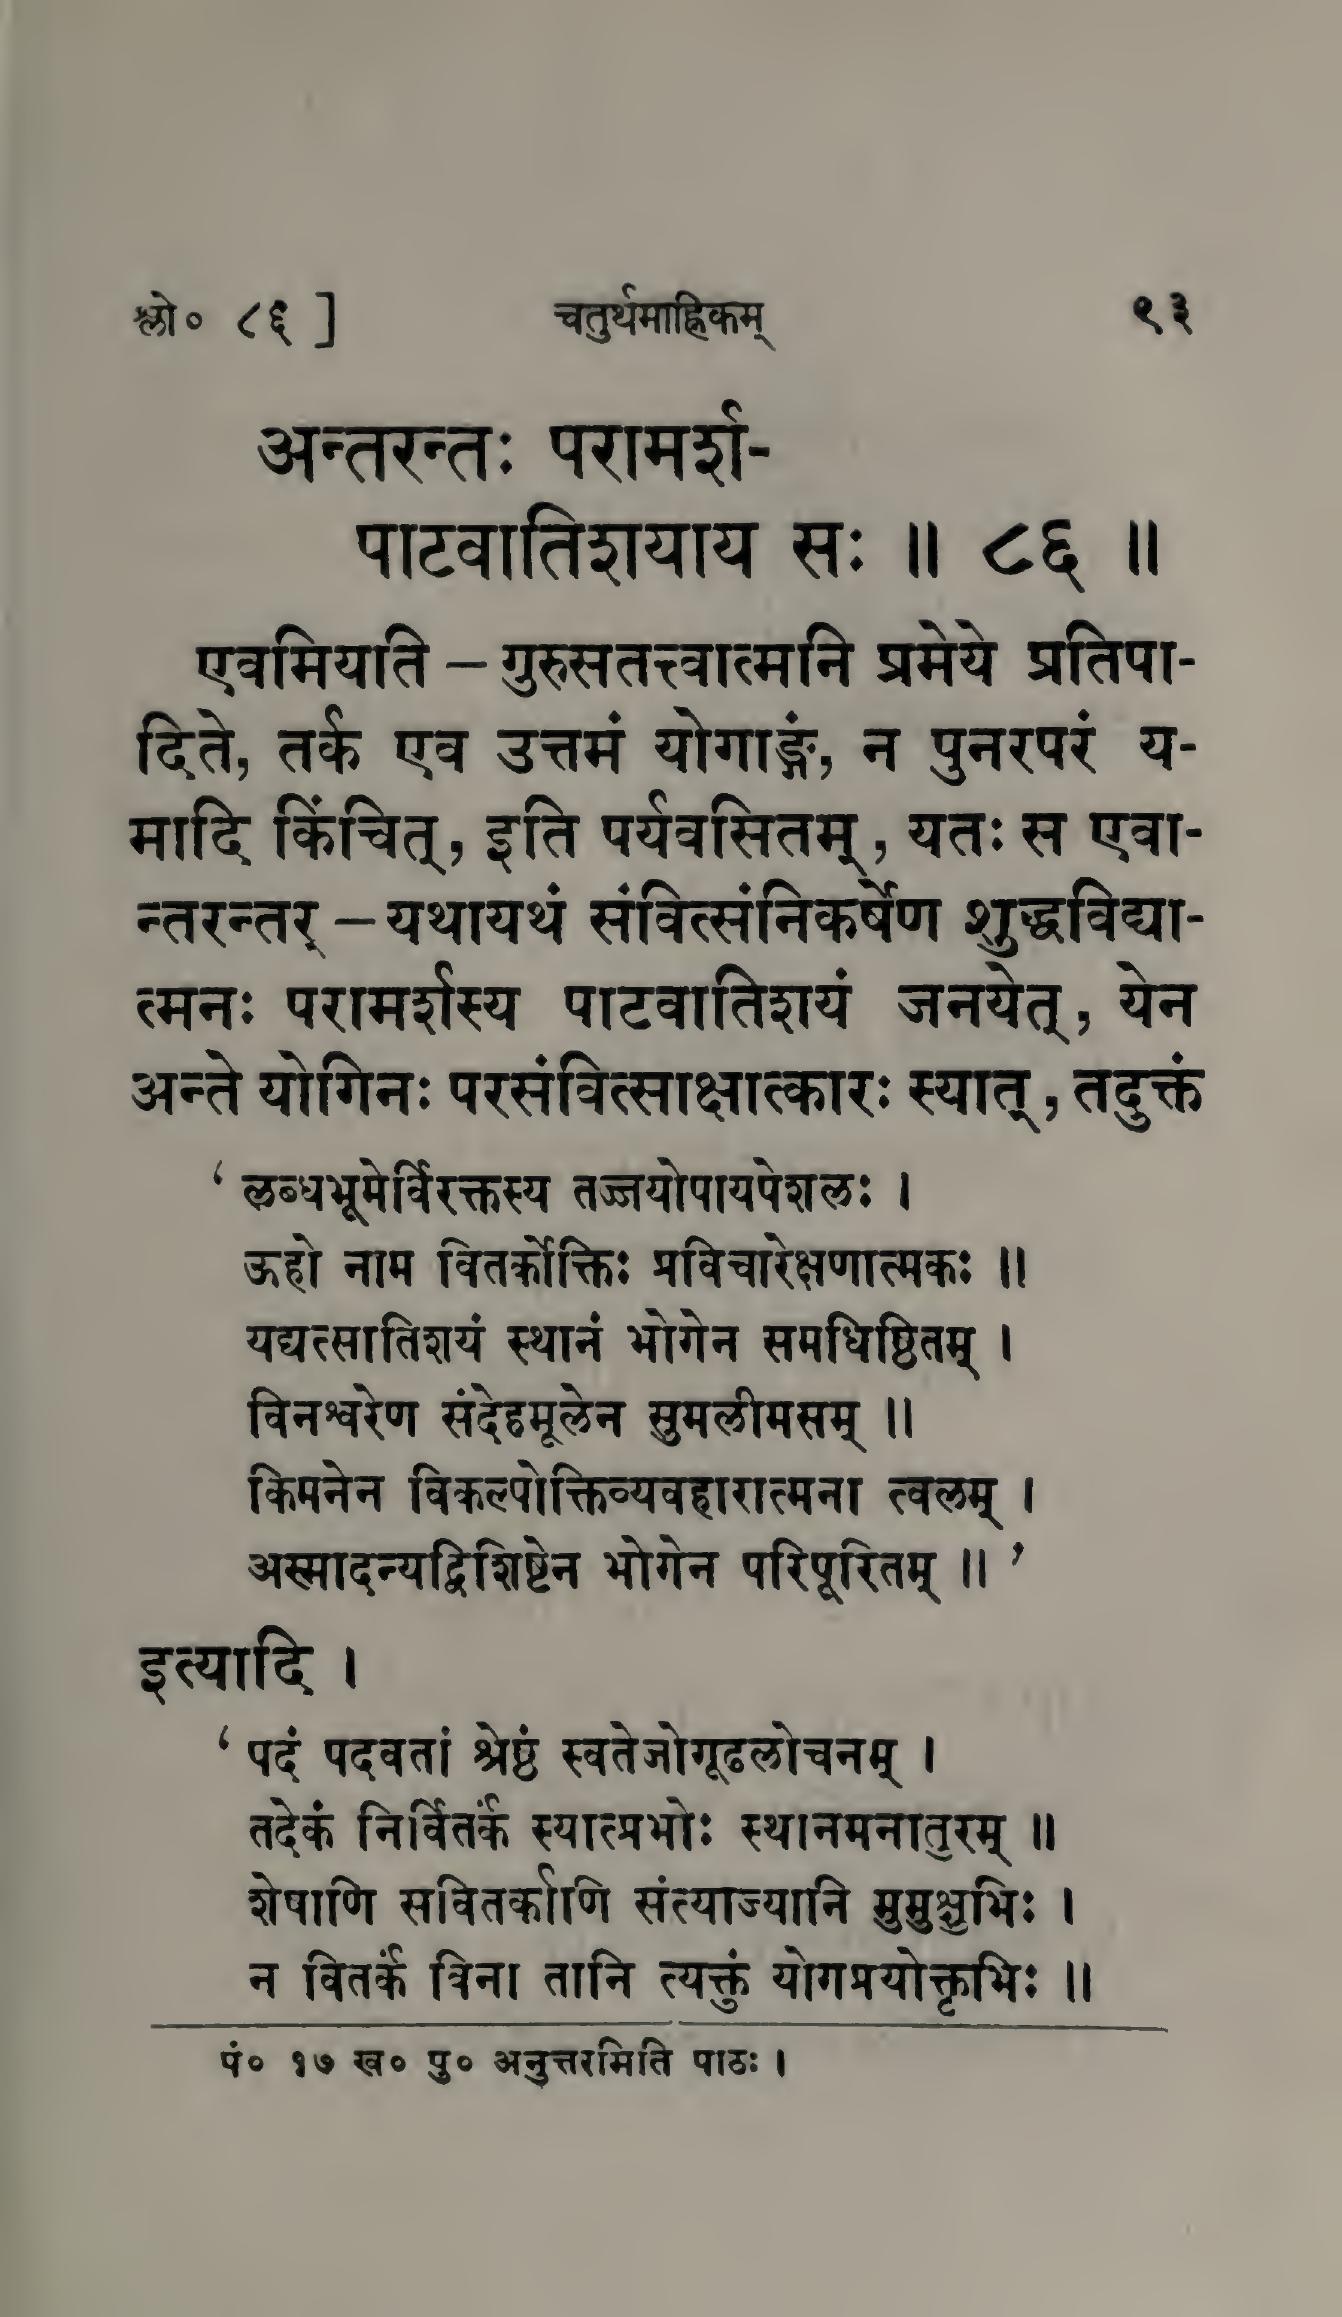 श्लो० ८६ ] चतुर्थमाह्निकम् ९३
अन्तरन्तः परामर्श-
पाटवातिशयाय सः ॥ ८६ ॥
एवमियति – गुरुसतत्त्वात्मनि प्रमेये प्रतिपा-
दिते, तर्क एव उत्तमं योगाङ्गं, न पुनरपरं य-
मादि किंचित्, इति पर्यवसितम्, यतः स एवा-
न्तरन्तर् – यथायथं संवित्संनिकर्षेण शुद्धविद्या-
त्मनः परामर्शस्य पाटवातिशयं जनयेत्, येन
अन्ते योगिनः परसंवित्साक्षात्कारः स्यात्, तदुक्तं
‘ लब्धभूमेर्विरक्तस्य तज्जयोपायपेशलः ।
ऊहो नाम वितर्कोक्तिः प्रविचारेक्षणात्मकः ॥
यद्यत्सातिशयं स्थानं भोगेन समधिष्ठितम् ।
विनश्वरेण संदेहमूलेन सुमलीमसम् ॥
किमनेन विकल्पोक्तिव्यवहारात्मना त्वलम् ।
अस्मादन्यद्विशिष्टेन भोगेन परिपूरितम् ॥ ’
इत्यादि ।
‘ पदं पदवतां श्रेष्ठं स्वतेजोगूढलोचनम् ।
तदेकं निर्वितर्कं स्यात्प्रभोः स्थानमनातुरम् ॥
शेषाणि सवितर्काणि संत्याज्यानि मुमुक्षुभिः ।
न वितर्कं विना तानि त्यक्तुं योगप्रयोक्तृभिः ॥
पं० १७ ख० पु० अनुत्तरमिति पाठः ।